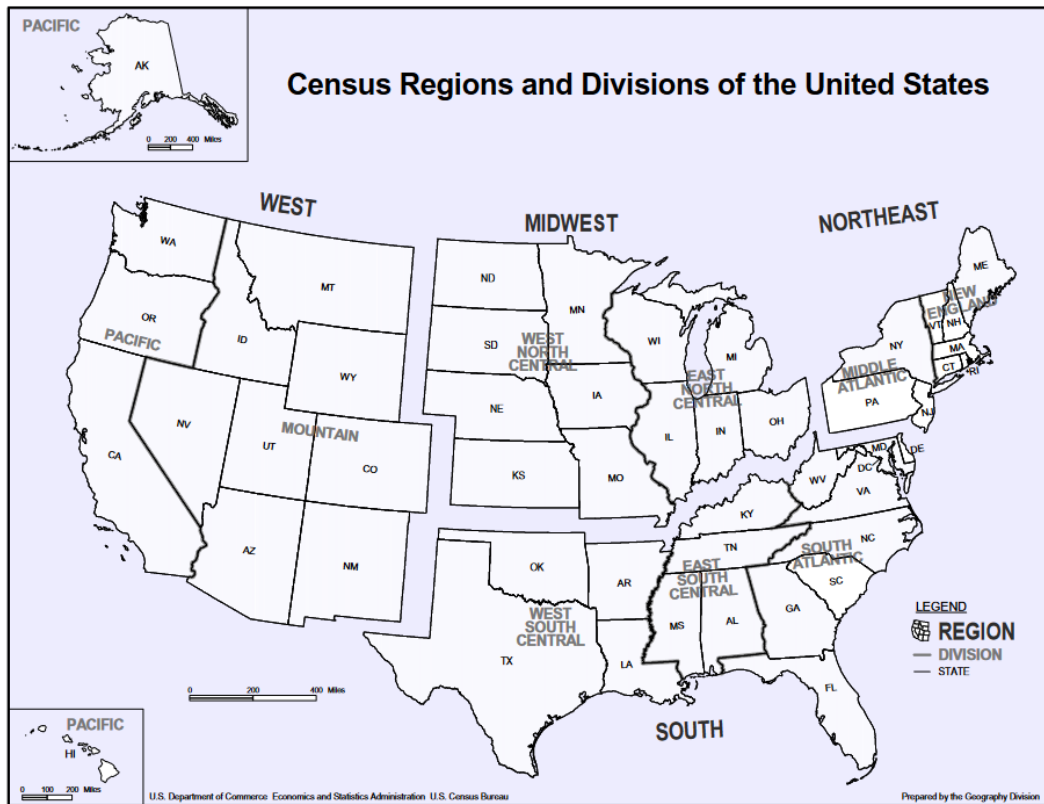 PACIFIC
AK
0 200 400 Miles
Census Regions and Divisions of the United States
WEST
MIDWEST
NORTHEAST
WA
MT
OR
ID
PACIFIC
WY
NV
UT
MOUNTAIN
CO
CA
AZ
NM
ND
MN
SD
WEST
NORTH
CENTRAL
NE
IA
KS
MO
WI
MI
EAST
NORTH
CENTRAL
IL
IN
OH
ME
NEW
ENGLAND
VT
NH
NY
MA
CT
RI
MIDDLE
ATLANTIC
PA
NJ
MD
DE
DC
WV
VA
KY
TN
NC
SOUTH
ATLANTIC
SC
EAST
SOUTH
CENTRAL
MS
AL
GA
FL
OK
AR
WEST
SOUTH
CENTRAL
TX
LA
LEGEND
REGION
DIVISION
STATE
0 200 400 Miles
SOUTH
PACIFIC
HI
0 100 200 Miles
U.S. Department of Commerce Economics and Statistics Administration U.S. Census Bureau
Prepared by the Geography Division